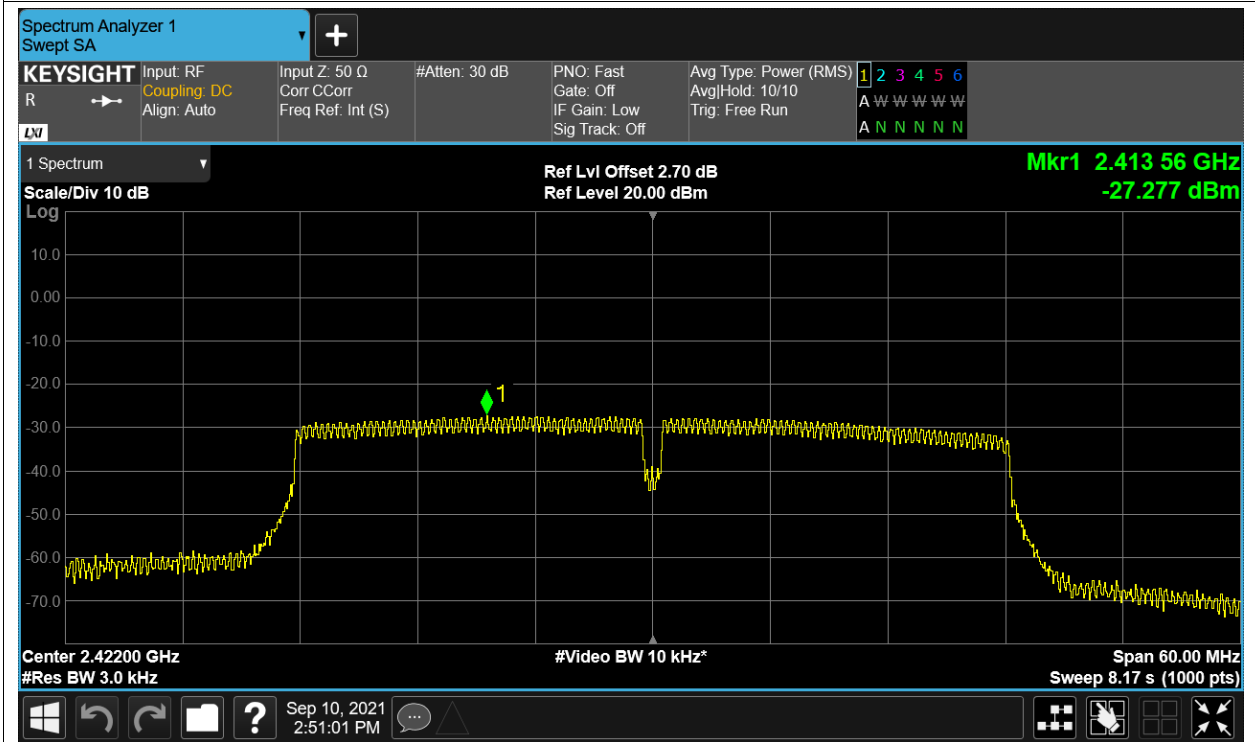 Spectrum Analyzer 1
Swept SA
+
KEYSIGHT
R
LXI
Input: RF
Coupling: DC
Align: Auto
Input Z: 50 Ω
Corr CCorr
Freq Ref: Int (S)
#Atten: 30 dB
PNO: Fast
Gate: Off
IF Gain: Low
Sig Track: Off
Avg Type: Power (RMS)
Avg|Hold: 10/10
Trig: Free Run
1 2 3 4 5 6
A W W W W W
A N N N N N
1 Spectrum
Scale/Div 10 dB
Ref Lvl Offset 2.70 dB
Ref Level 20.00 dBm
Mkr1 2.413 56 GHz
-27.277 dBm
Log
10.0
0.00
-10.0
-20.0
1
-30.0
-40.0
-50.0
-60.0
-70.0
Center 2.42200 GHz
#Video BW 10 kHz*
Span 60.00 MHz
#Res BW 3.0 kHz
Sweep 8.17 s (1000 pts)
?
Sep 10, 2021
2:51:01 PM